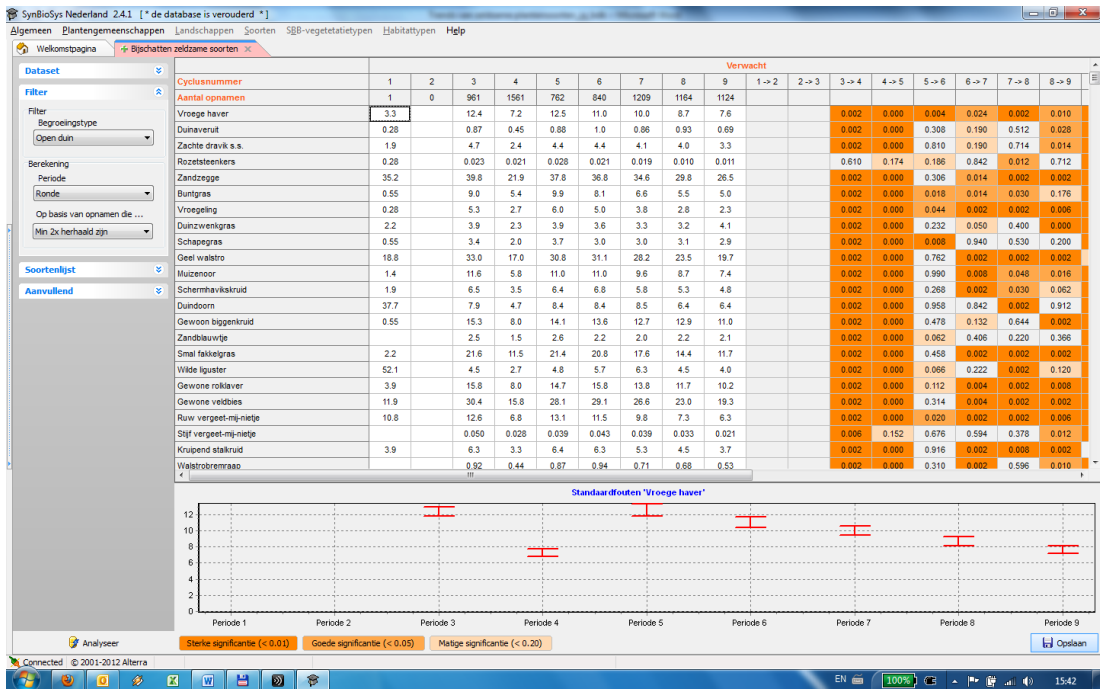 SynBioSys Nederland 2.4.1 [ * de database is verouderd * ]
Algemeen Plantengemeenschappen Landschappen Soorten SBB-vegetetatietypen Habitattypen Help
Welkomstpagina Bijschatten zeldzame soorten
Dataset
Filter
Filter
Begroeiingstype
Open duin
Berekening
Periode
Ronde
Op basis van opnamen die ...
Min 2x herhaald zijn
Soortenlijst
Aanvullend
Analyseer
Verwacht
Cyclusnummer 1 2 3 4 5 6 7 8 9 1 -> 2 2 -> 3 3 -> 4 4 -> 5 5 -> 6 6 -> 7 7 -> 8 8 -> 9
Aantal opnamen 1 0 961 1561 762 840 1209 1164 1124
Vroege haver 3.3 12.4 7.2 12.5 11.0 10.0 8.7 7.6 0.002 0.000 0.004 0.024 0.002 0.010
Duinaveruit 0.28 0.87 0.45 0.88 1.0 0.86 0.93 0.69 0.002 0.000 0.308 0.190 0.512 0.028
Zachte dravik s.s. 1.9 4.7 2.4 4.4 4.4 4.1 4.0 3.3 0.002 0.000 0.810 0.190 0.714 0.014
Rozetsteenkers 0.28 0.023 0.021 0.028 0.021 0.019 0.010 0.011 0.610 0.174 0.186 0.842 0.012 0.712
Zandzegge 35.2 39.8 21.9 37.8 36.8 34.6 29.8 26.5 0.002 0.000 0.306 0.014 0.002 0.002
Buntgras 0.55 9.0 5.4 9.9 8.1 6.6 5.5 5.0 0.002 0.000 0.018 0.014 0.030 0.176
Vroegeling 0.28 5.3 2.7 6.0 5.0 3.8 2.8 2.3 0.002 0.000 0.044 0.002 0.002 0.006
Duinzwenkgras 2.2 3.9 2.3 3.9 3.6 3.3 3.2 4.1 0.002 0.000 0.232 0.050 0.400 0.000
Schapegras 0.55 3.4 2.0 3.7 3.0 3.0 3.1 2.9 0.002 0.000 0.008 0.940 0.530 0.200
Geel walstro 18.8 33.0 17.0 30.8 31.1 28.2 23.5 19.7 0.002 0.000 0.762 0.002 0.002 0.002
Muizenoor 1.4 11.6 5.8 11.0 11.0 9.6 8.7 7.4 0.002 0.000 0.990 0.008 0.048 0.016
Schermhavikskruid 1.9 6.5 3.5 6.4 6.8 5.8 5.3 4.8 0.002 0.000 0.268 0.002 0.030 0.062
Duindoorn 37.7 7.9 4.7 8.4 8.4 8.5 6.4 6.4 0.002 0.000 0.958 0.842 0.002 0.912
Gewoon biggenkruid 0.55 15.3 8.0 14.1 13.6 12.7 12.9 11.0 0.002 0.000 0.478 0.132 0.644 0.002
Zandblauwtje 2.5 1.5 2.6 2.2 2.0 2.2 2.1 0.002 0.000 0.062 0.406 0.220 0.366
Smal fakkelgras 2.2 21.6 11.5 21.4 20.8 17.6 14.4 11.7 0.002 0.000 0.458 0.002 0.002 0.002
Wilde liguster 52.1 4.5 2.7 4.8 5.7 6.3 4.5 4.0 0.002 0.000 0.066 0.222 0.002 0.120
Gewone rolklaver 3.9 15.8 8.0 14.7 15.8 13.8 11.7 10.2 0.002 0.000 0.112 0.004 0.002 0.008
Gewone veldbies 11.9 30.4 15.8 28.1 29.1 26.6 23.0 19.3 0.002 0.000 0.314 0.004 0.002 0.002
Ruw vergeet-mij-nietje 10.8 12.6 6.8 13.1 11.5 9.8 7.3 6.3 0.002 0.000 0.020 0.002 0.002 0.006
Stijf vergeet-mij-nietje 0.050 0.028 0.039 0.043 0.039 0.033 0.021 0.006 0.152 0.676 0.594 0.378 0.012
Kruipend stalkruid 3.9 6.3 3.3 6.4 6.3 5.3 4.5 3.7 0.002 0.000 0.916 0.002 0.008 0.002
Walstrobremraap 0.92 0.44 0.87 0.94 0.71 0.68 0.53 0.002 0.000 0.310 0.002 0.596 0.010
Standaardfouten 'Vroege haver'
12
10
8
6
4
2
0
Periode 1 Periode 2 Periode 3 Periode 4 Periode 5 Periode 6 Periode 7 Periode 8 Periode 9
Sterke significantie (< 0.01) Goede significantie (< 0.05) Matige significantie (< 0.20) Opslaan
Connected © 2001-2012 Alterra
EN 100% 15:42